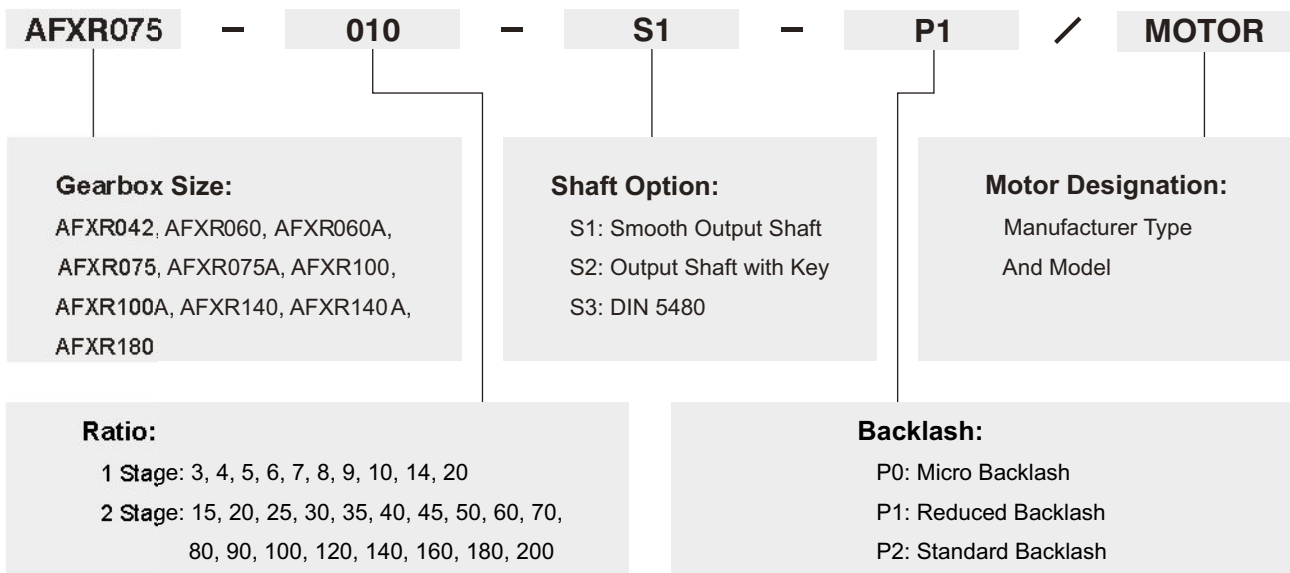 AFXR075 – 010 – S1 – P1 / MOTOR
Gearbox Size:
AFXR042, AFXR060, AFXR060A,
AFXR075, AFXR075A, AFXR100,
AFXR100A, AFXR140, AFXR140A,
AFXR180
Shaft Option:
S1: Smooth Output Shaft
S2: Output Shaft with Key
S3: DIN 5480
Motor Designation:
Manufacturer Type
And Model
Ratio:
1 Stage: 3, 4, 5, 6, 7, 8, 9, 10, 14, 20
2 Stage: 15, 20, 25, 30, 35, 40, 45, 50, 60, 70,
80, 90, 100, 120, 140, 160, 180, 200
Backlash:
P0: Micro Backlash
P1: Reduced Backlash
P2: Standard Backlash